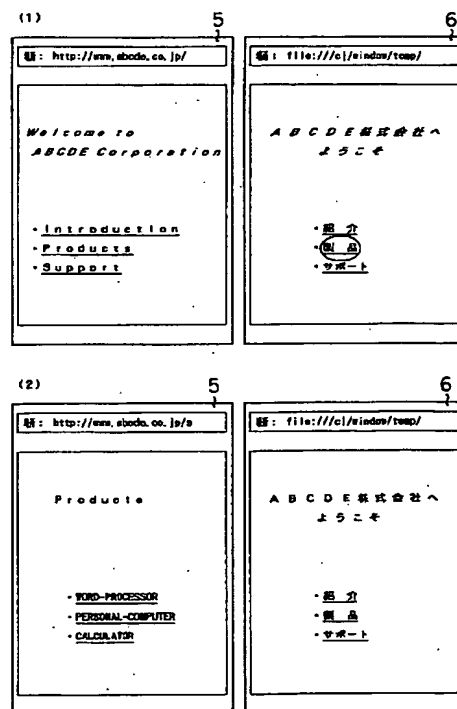 (1)
5
6
http://www.abcde.co.jp/
file:///c|/window/temp/
Welcome to
ABCDE Corporation
ABCDE株式会社へ
ようこそ
・Introduction
・Products
・Support
・紹介
・製品
・サポート
(2)
5
6
http://www.abcde.co.jp/s
file:///c|/window/temp/
Products
ABCDE株式会社へ
ようこそ
・WORD-PROCESSOR
・PERSONAL-COMPUTER
・CALCULATOR
・紹介
・製品
・サポート